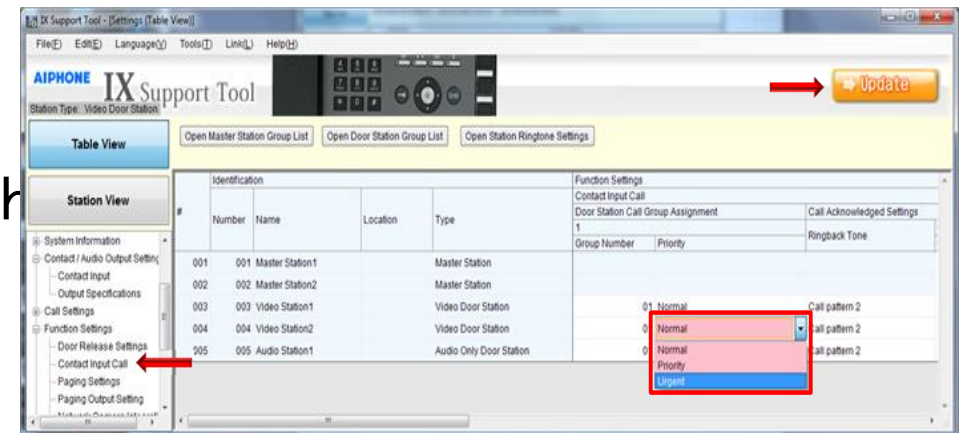 IX Support Tool - [Settings (Table View)]
File(F) Edit(E) Language(V) Tools(T) Link(L) Help(H)
AIPHONE IX Support Tool
Station Type: Video Door Station
Update
Table View
Open Master Station Group List Open Door Station Group List Open Station Ringtone Settings
Station View
h
# Identification Function Settings
Contact Input Call
Number Name Location Type Door Station Call Group Assignment Call Acknowledged Settings
1 Ringback Tone
Group Number Priority
System Information
Contact / Audio Output Setting
Contact Input
Output Specifications
Call Settings
Function Settings
Door Release Settings
Contact Input Call
Paging Settings
Paging Output Setting
001 001 Master Station1 Master Station
002 002 Master Station2 Master Station
003 003 Video Station1 Video Door Station 01 Normal Call pattern 2
004 004 Video Station2 Video Door Station 0 Normal Call pattern 2
005 005 Audio Station1 Audio Only Door Station 0 Normal Call pattern 2
Priority
Urgent